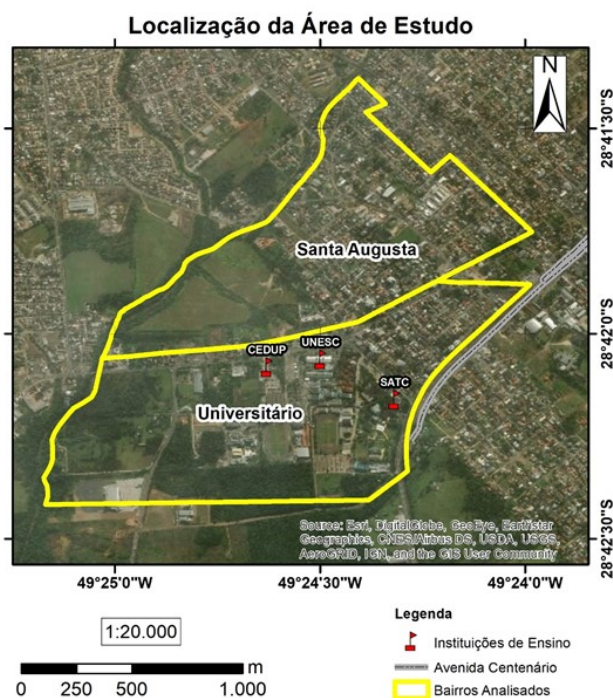 Localização da Área de Estudo
N
28°41'30"S
Santa Augusta
28°42'0"S
CEDUP
UNESC
SATC
Universitário
28°42'30"S
Source: Esri, DigitalGlobe, GeoEye, Earthstar
Geographics, CNES/Airbus DS, USDA, USGS,
AeroGRID, IGN, and the GIS User Community
49°25'0"W
49°24'30"W
49°24'0"W
1:20.000
m
0
250
500
1.000
Legenda
Instituições de Ensino
Avenida Centenário
Bairros Analisados